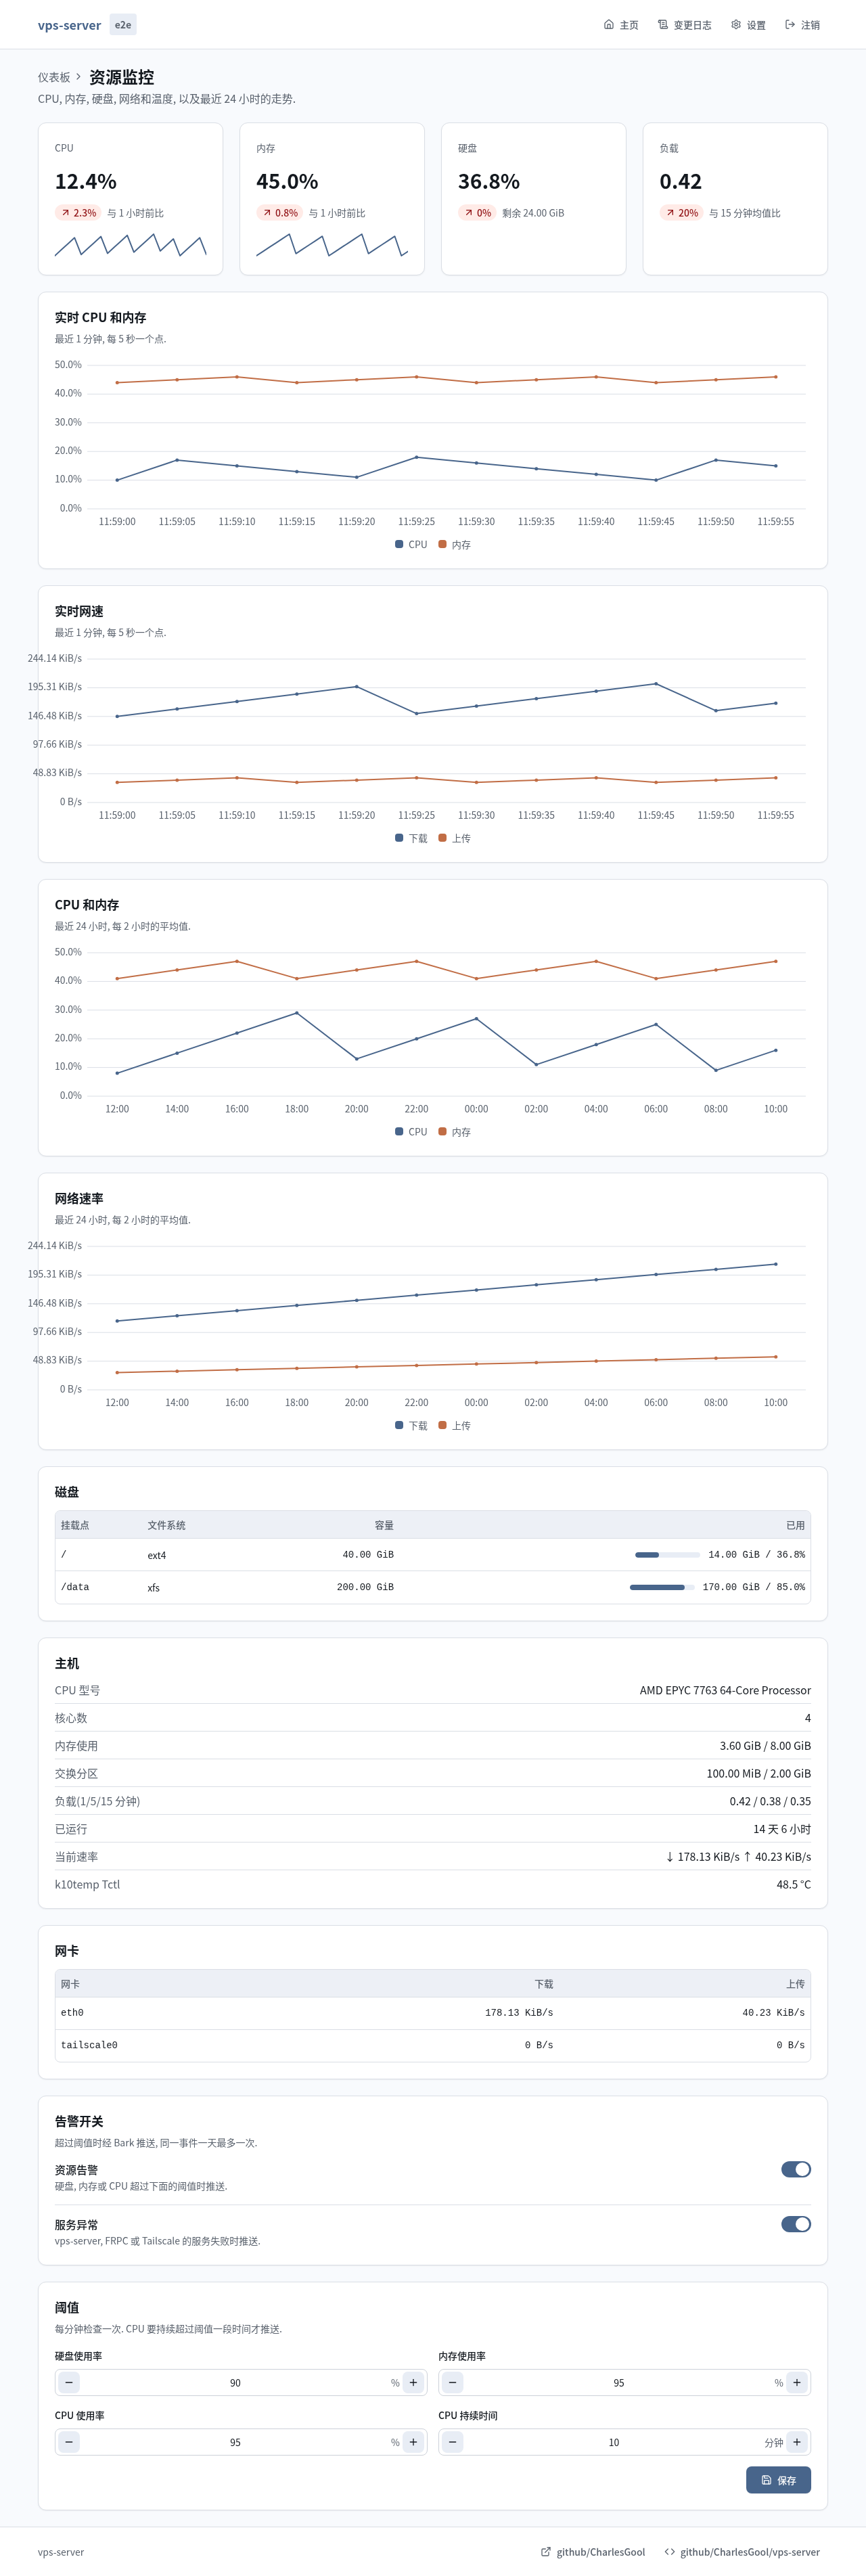 vps-server e2e 主页 变更日志 设置 注销
仪表板 资源监控
CPU, 内存, 硬盘, 网络和温度, 以及最近 24 小时的走势.
CPU
12.4%
2.3% 与 1 小时前比
内存
45.0%
0.8% 与 1 小时前比
硬盘
36.8%
0% 剩余 24.00 GiB
负载
0.42
20% 与 15 分钟均值比
实时 CPU 和内存
最近 1 分钟, 每 5 秒一个点.
50.0%
40.0%
30.0%
20.0%
10.0%
0.0%
11:59:00 11:59:05 11:59:10 11:59:15 11:59:20 11:59:25 11:59:30 11:59:35 11:59:40 11:59:45 11:59:50 11:59:55
CPU 内存
实时网速
最近 1 分钟, 每 5 秒一个点.
244.14 KiB/s
195.31 KiB/s
146.48 KiB/s
97.66 KiB/s
48.83 KiB/s
0 B/s
11:59:00 11:59:05 11:59:10 11:59:15 11:59:20 11:59:25 11:59:30 11:59:35 11:59:40 11:59:45 11:59:50 11:59:55
下载 上传
CPU 和内存
最近 24 小时, 每 2 小时的平均值.
50.0%
40.0%
30.0%
20.0%
10.0%
0.0%
12:00 14:00 16:00 18:00 20:00 22:00 00:00 02:00 04:00 06:00 08:00 10:00
CPU 内存
网络速率
最近 24 小时, 每 2 小时的平均值.
244.14 KiB/s
195.31 KiB/s
146.48 KiB/s
97.66 KiB/s
48.83 KiB/s
0 B/s
12:00 14:00 16:00 18:00 20:00 22:00 00:00 02:00 04:00 06:00 08:00 10:00
下载 上传
磁盘
挂载点 文件系统 容量 已用
/ ext4 40.00 GiB 14.00 GiB / 36.8%
/data xfs 200.00 GiB 170.00 GiB / 85.0%
主机
CPU 型号 AMD EPYC 7763 64-Core Processor
核心数 4
内存使用 3.60 GiB / 8.00 GiB
交换分区 100.00 MiB / 2.00 GiB
负载(1/5/15 分钟) 0.42 / 0.38 / 0.35
已运行 14 天 6 小时
当前速率 ↓ 178.13 KiB/s ↑ 40.23 KiB/s
k10temp Tctl 48.5 °C
网卡
网卡 下载 上传
eth0 178.13 KiB/s 40.23 KiB/s
tailscale0 0 B/s 0 B/s
告警开关
超过阈值时经 Bark 推送, 同一事件一天最多一次.
资源告警
硬盘, 内存或 CPU 超过下面的阈值时推送.
服务异常
vps-server, FRPC 或 Tailscale 的服务失败时推送.
阈值
每分钟检查一次. CPU 要持续超过阈值一段时间才推送.
硬盘使用率 内存使用率
90 % 95 %
CPU 使用率 CPU 持续时间
95 % 10 分钟
保存
vps-server github/CharlesGool github/CharlesGool/vps-server